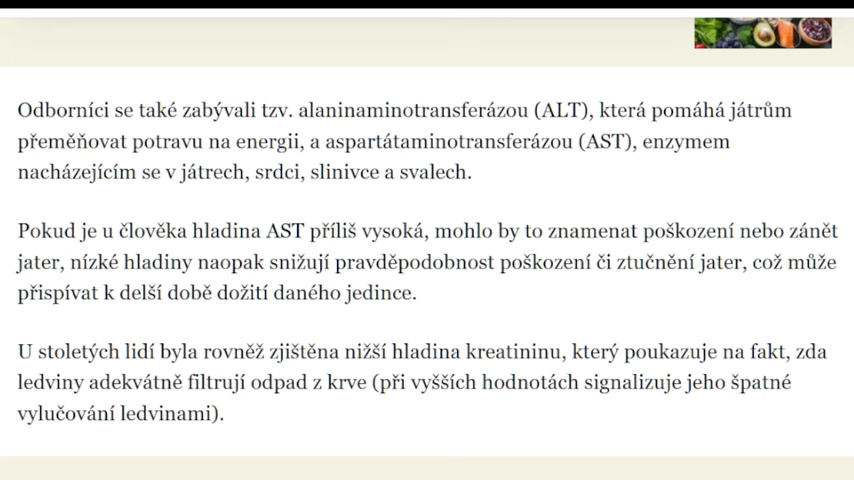 Odborníci se také zabývali tzv. alaninaminotransferázou (ALT), která pomáhá játrům
přeměňovat potravu na energii, a aspartátaminotransferázou (AST), enzymem
nacházejícím se v játrech, srdci, slinivce a svalech.
Pokud je u člověka hladina AST příliš vysoká, mohlo by to znamenat poškození nebo zánět
jater, nízké hladiny naopak snižují pravděpodobnost poškození či ztučnění jater, což může
přispívat k delší době dožití daného jedince.
U stoletých lidí byla rovněž zjištěna nižší hladina kreatininu, který poukazuje na fakt, zda
ledviny adekvátně filtrují odpad z krve (při vyšších hodnotách signalizuje jeho špatné
vylučování ledvinami).